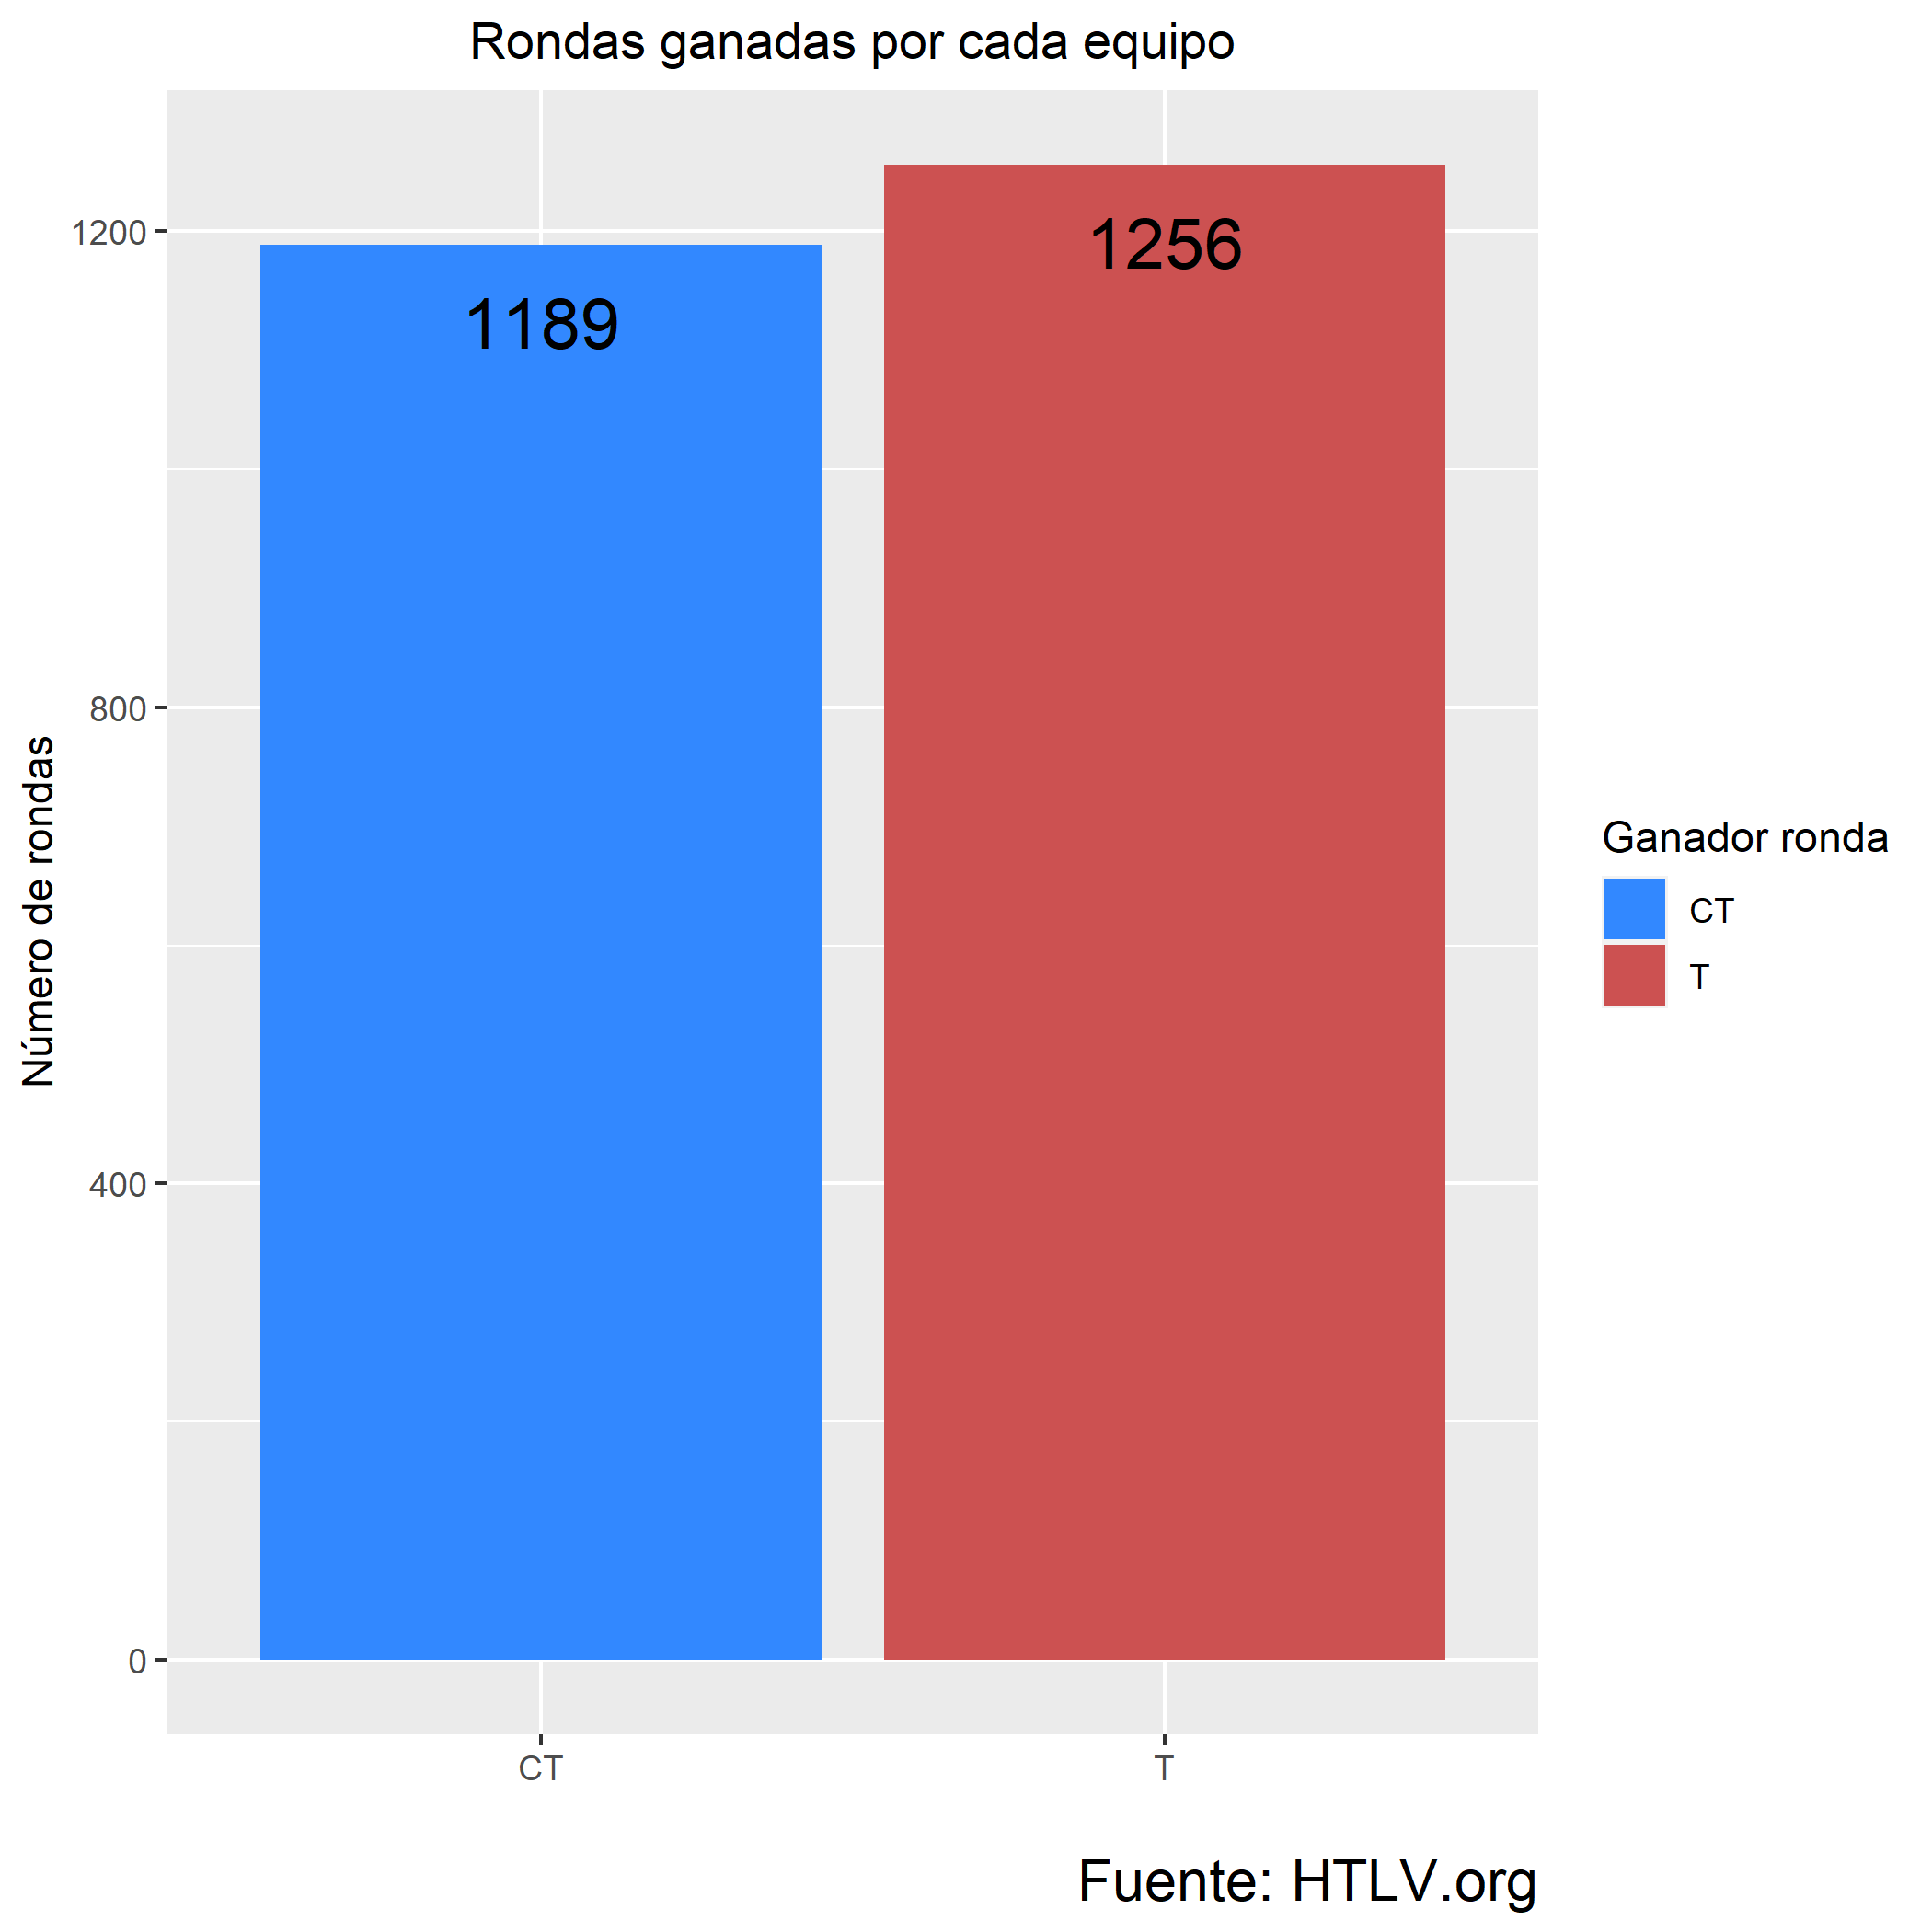 Rondas ganadas por cada equipo
Número de rondas
1200
800
400
0
1189
1256
CT
T
Ganador ronda
CT
T
Fuente: HTLV.org